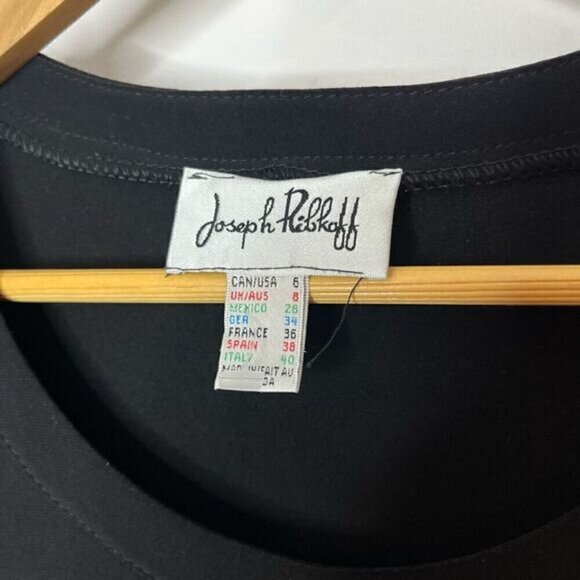 Joseph Ribkoff
CAN/USA 6
UK/AUS 8
MEXICO 28
GER 34
FRANCE 36
SPAIN 38
ITALY 40